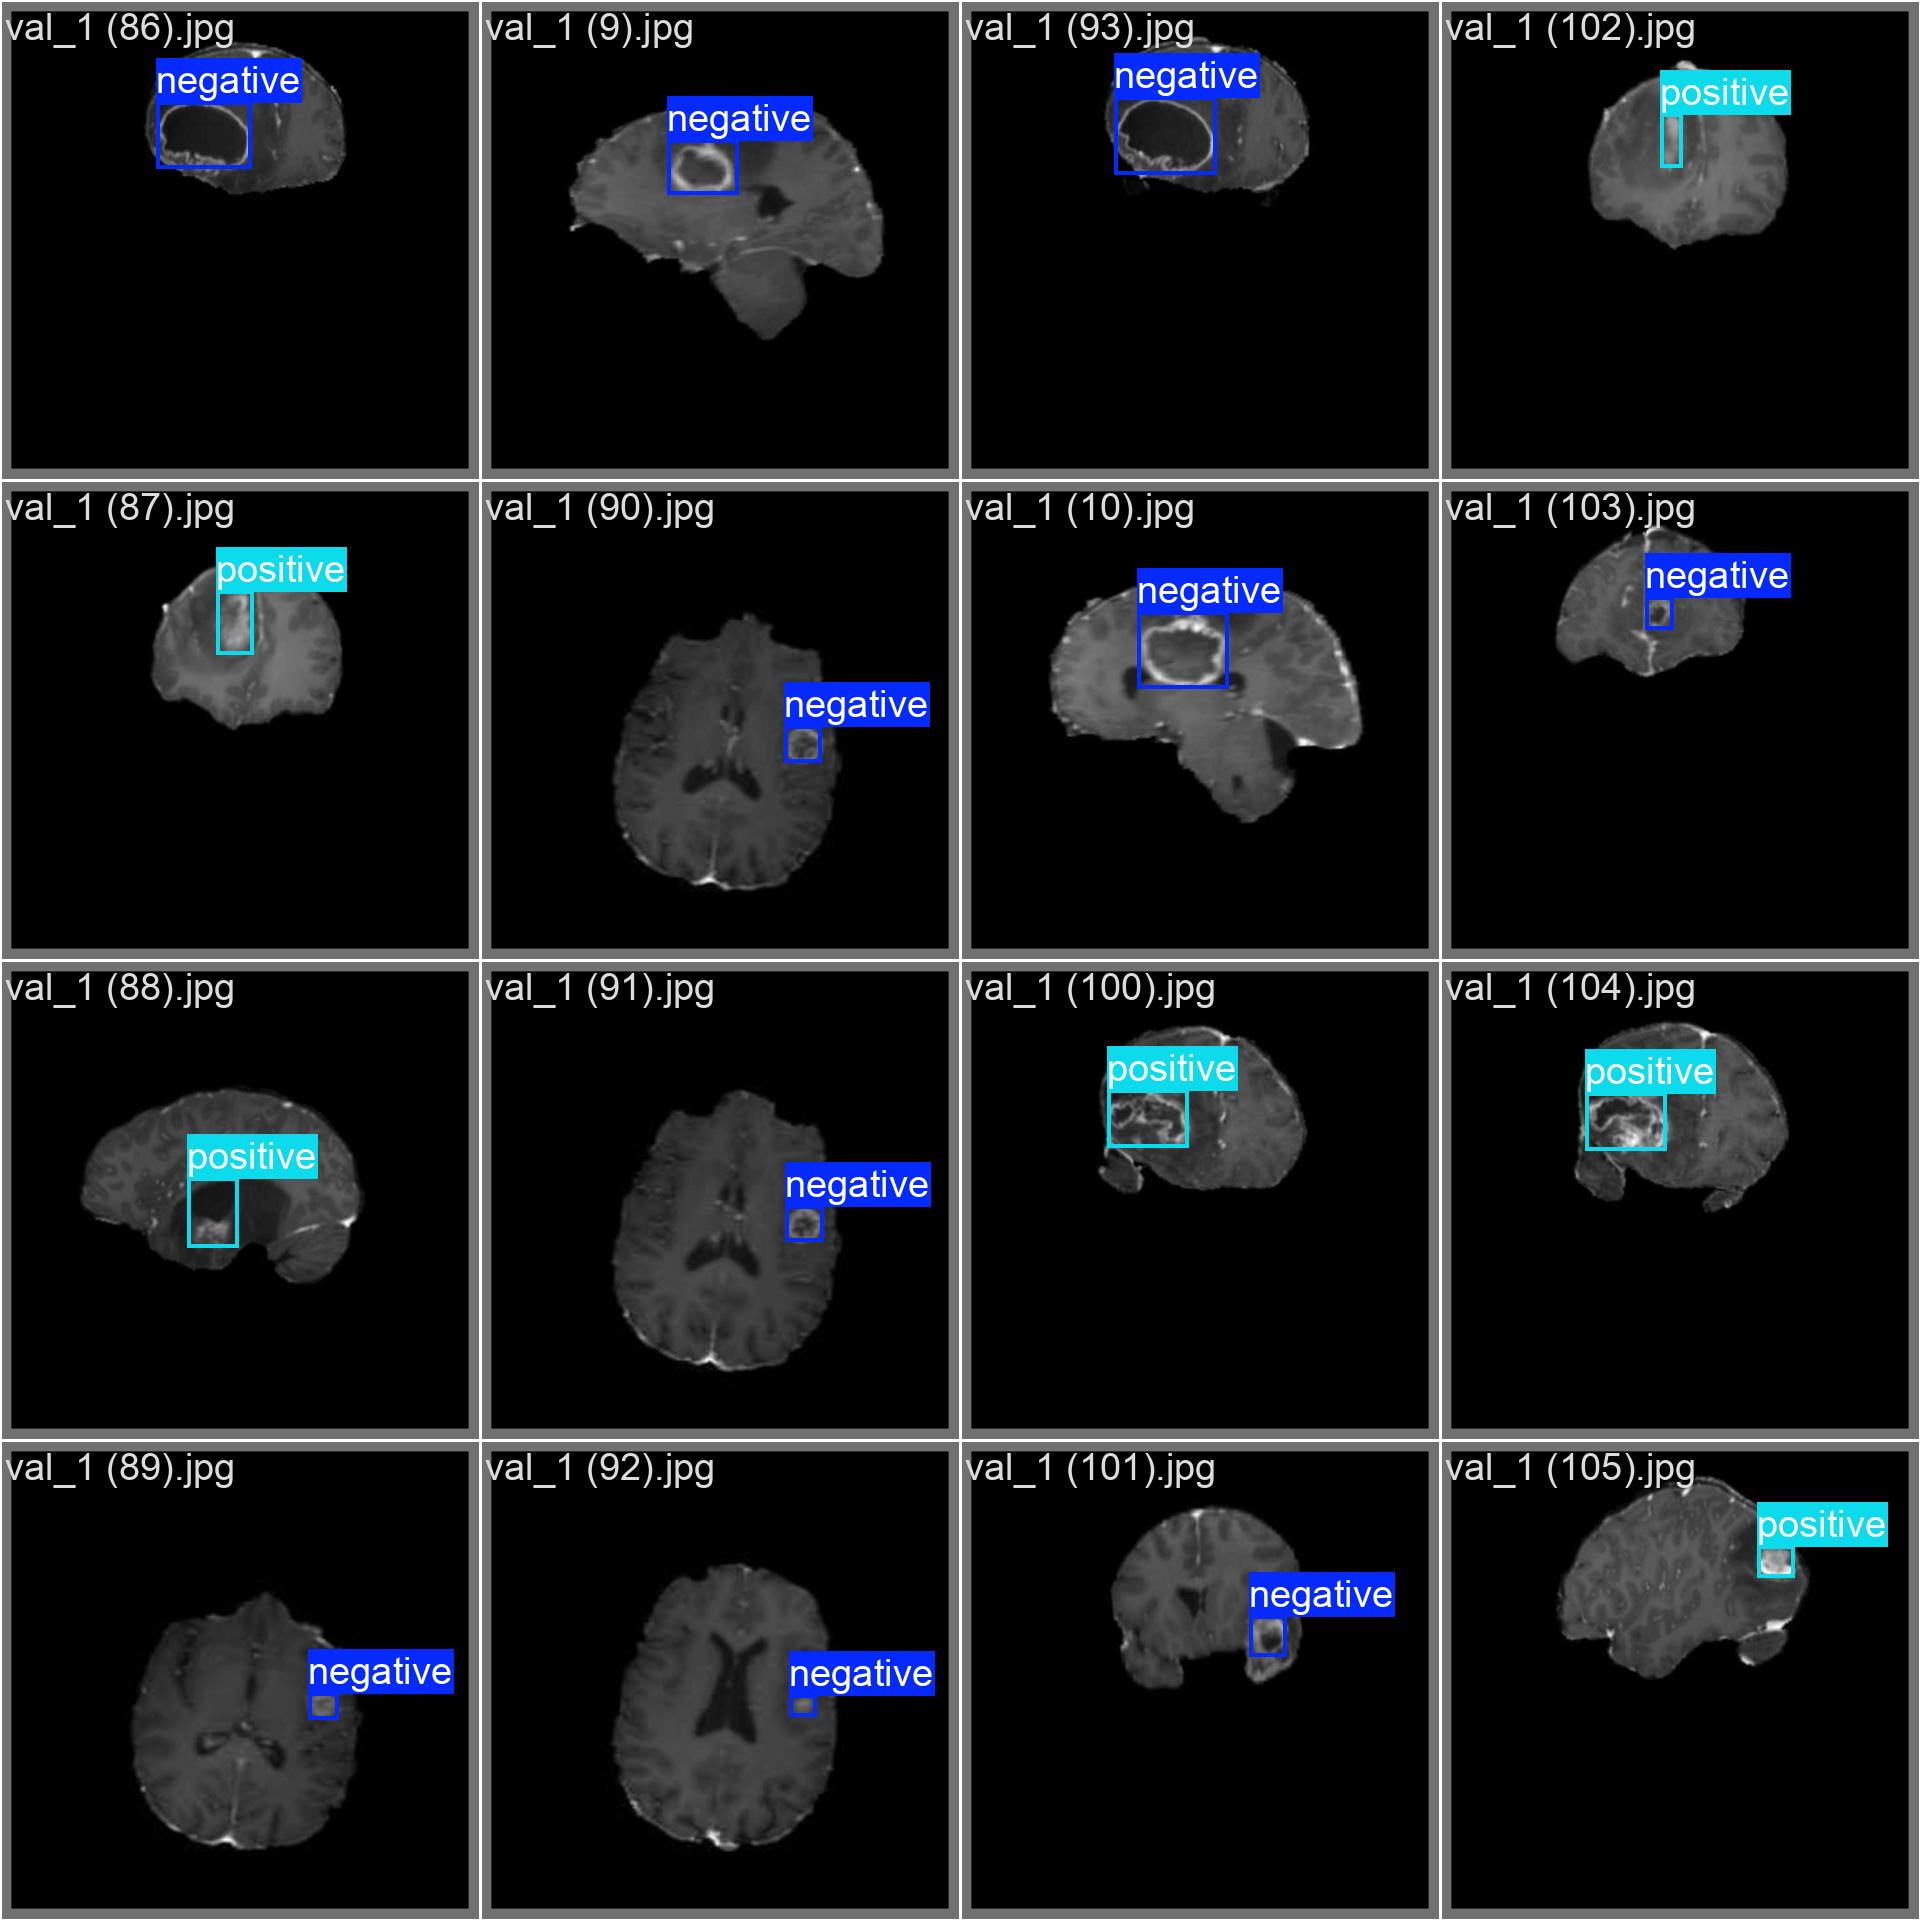 val_1 (86).jpg
negative
val_1 (9).jpg
negative
val_1 (93).jpg
negative
val_1 (102).jpg
positive
val_1 (87).jpg
positive
val_1 (90).jpg
negative
val_1 (10).jpg
negative
val_1 (103).jpg
negative
val_1 (88).jpg
positive
val_1 (91).jpg
negative
val_1 (100).jpg
positive
val_1 (104).jpg
positive
val_1 (89).jpg
negative
val_1 (92).jpg
negative
val_1 (101).jpg
negative
val_1 (105).jpg
positive